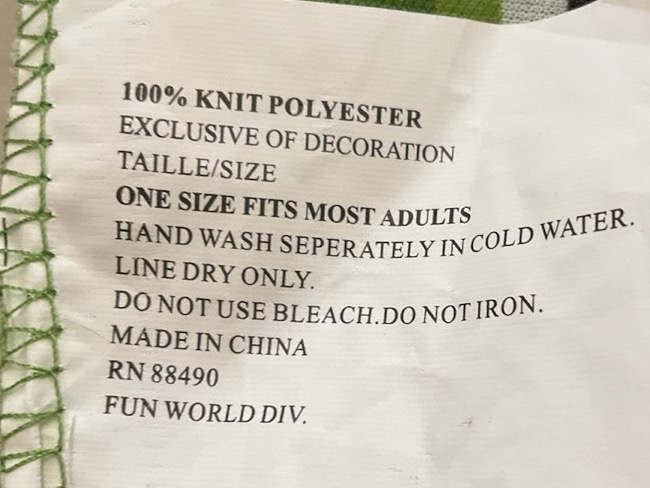 100% KNIT POLYESTER
EXCLUSIVE OF DECORATION
TAILLE/SIZE
ONE SIZE FITS MOST ADULTS
HAND WASH SEPERATELY IN COLD WATER.
LINE DRY ONLY.
DO NOT USE BLEACH.DO NOT IRON.
MADE IN CHINA
RN 88490
FUN WORLD DIV.